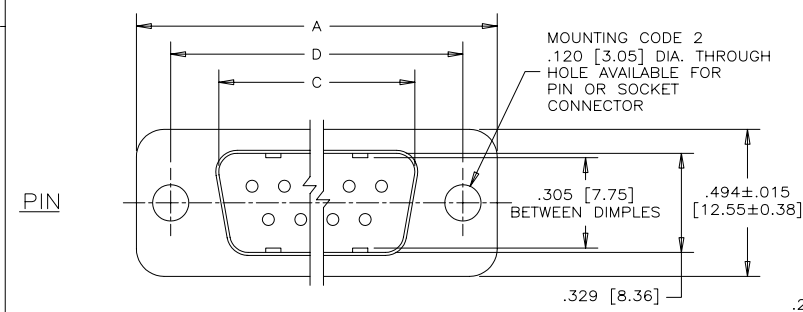 A
D
C
MOUNTING CODE 2
.120 [3.05] DIA. THROUGH
HOLE AVAILABLE FOR
PIN OR SOCKET
CONNECTOR
PIN
.305 [7.75]
BETWEEN DIMPLES
.494±.015
[12.55±0.38]
.329 [8.36]
.2